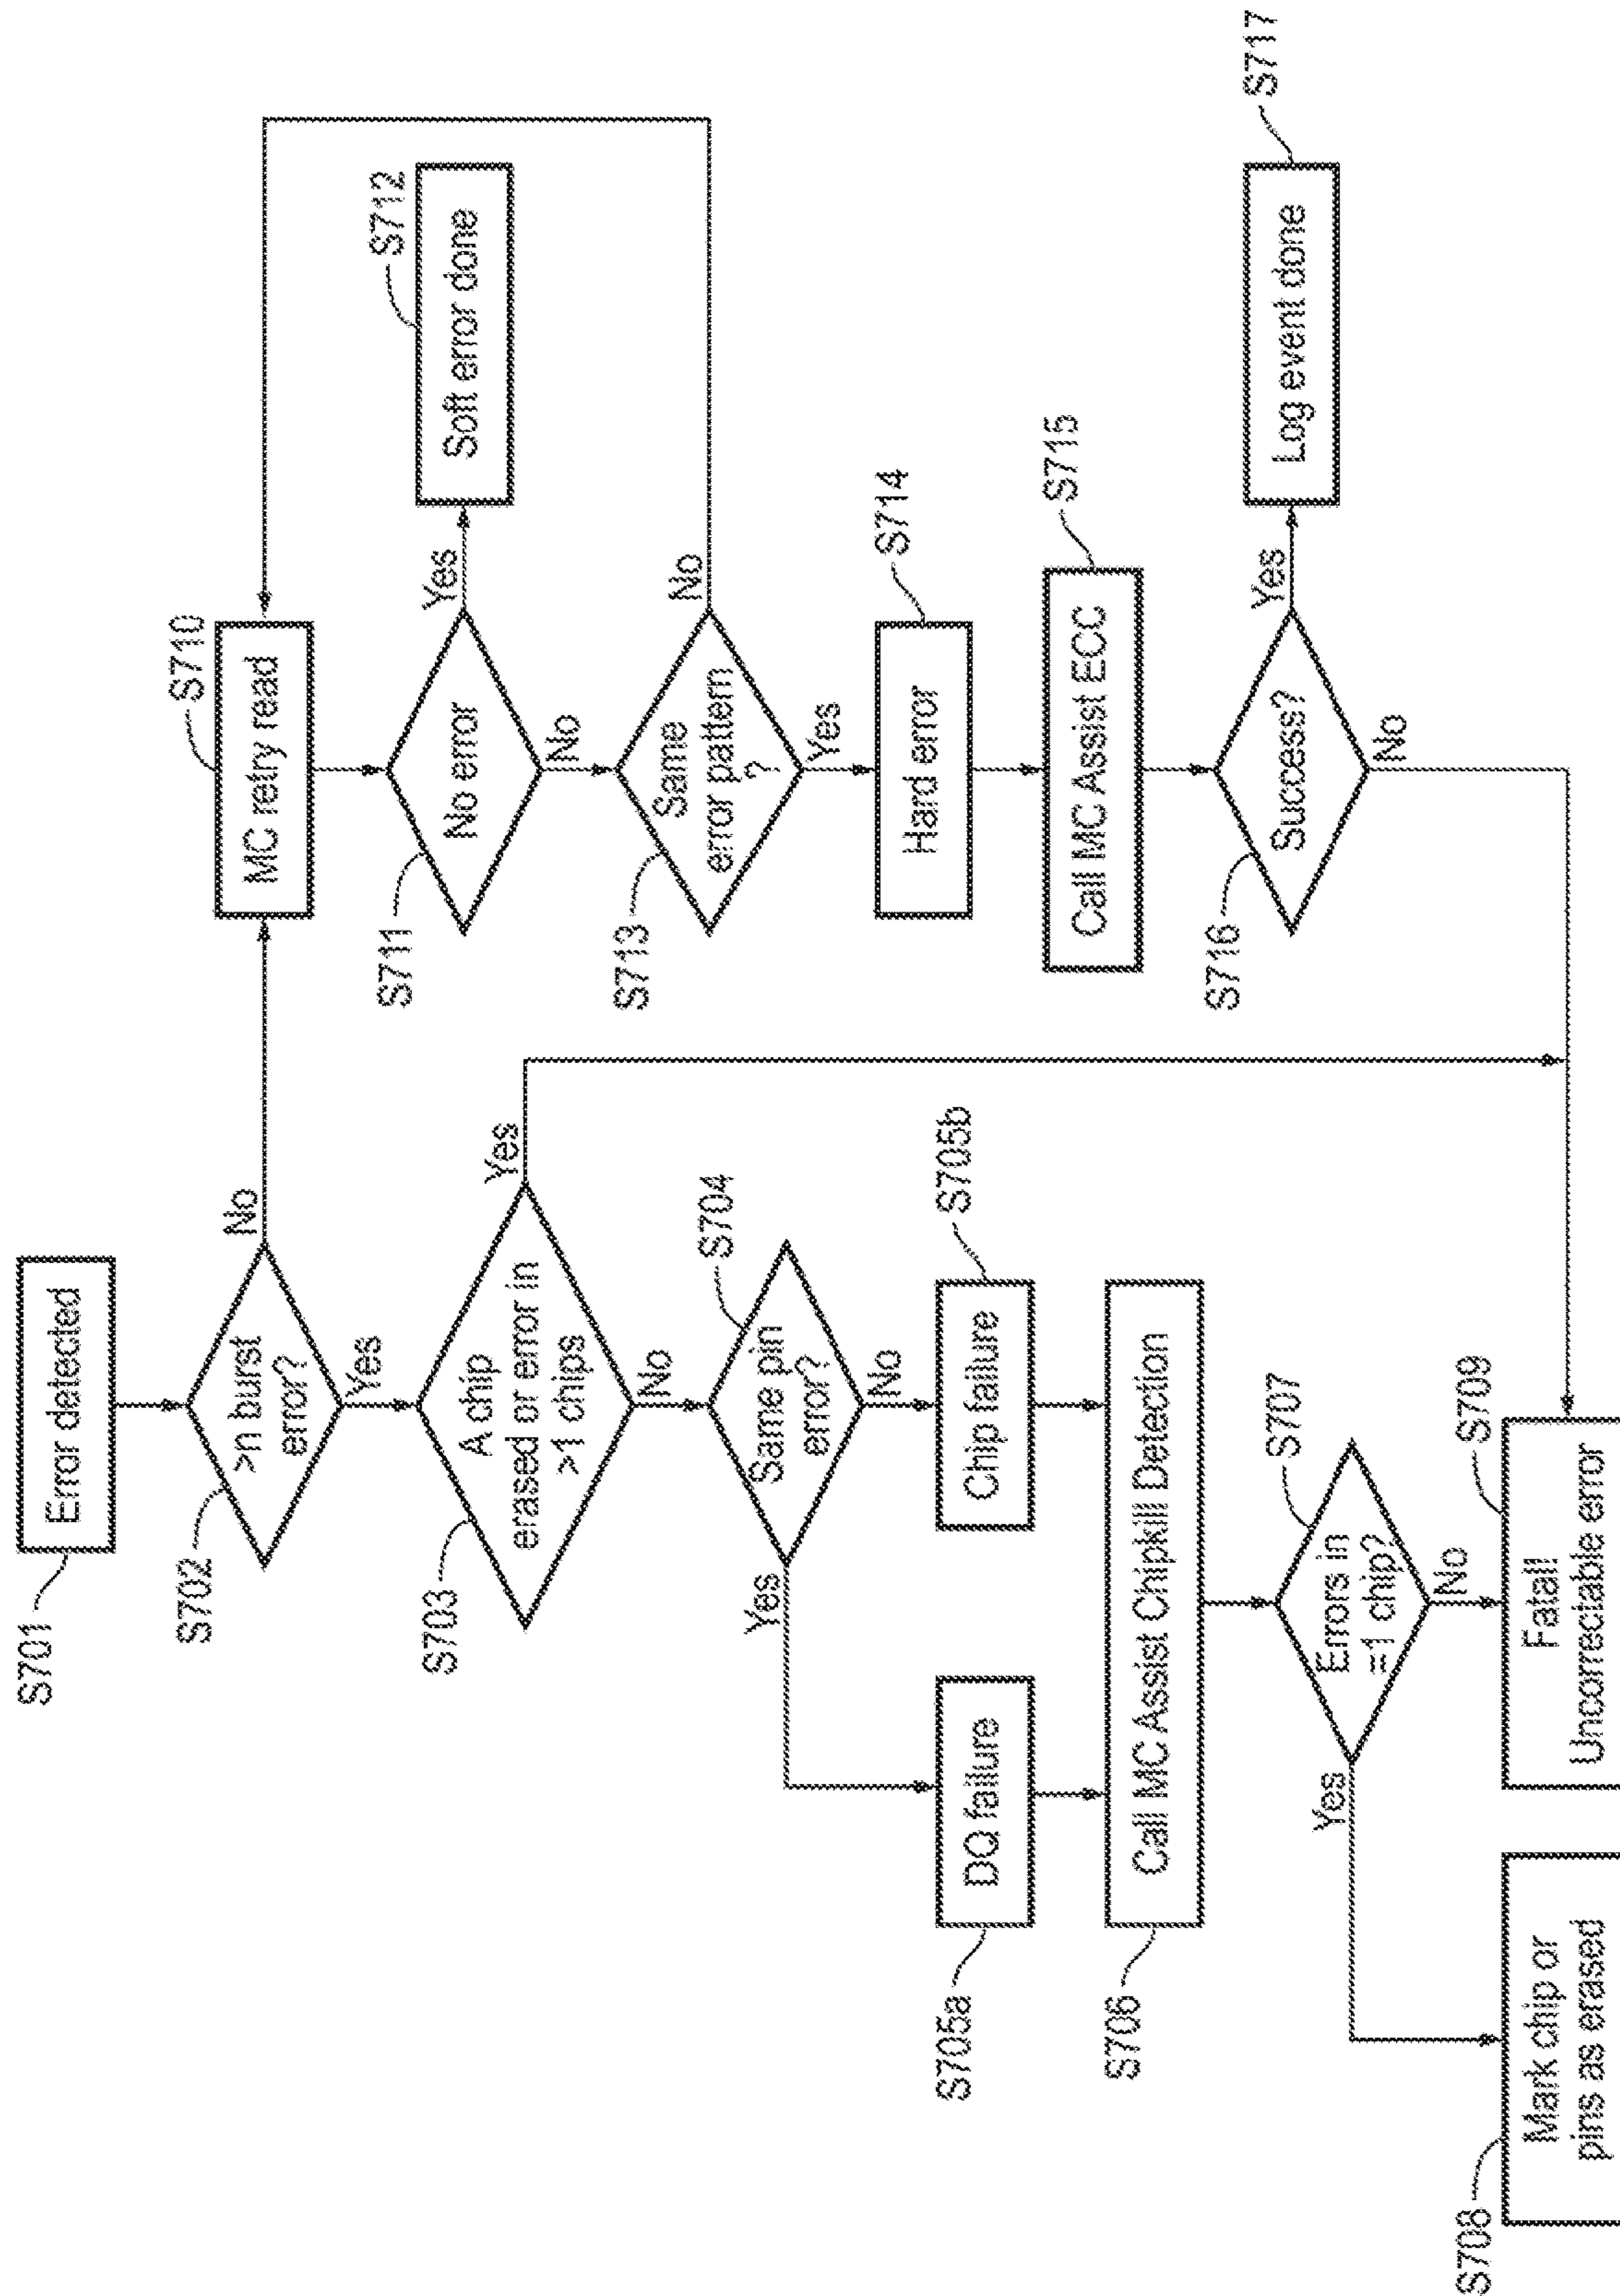 S701
Error detected
S702
>n burst
error?
No
Yes
S703
A chip
erased or error in
>1 chips
Yes
No
S704
Same pin
error?
Yes
No
S705a
DQ failure
Chip failure
S705b
S706
Call MC Assist Chipkill Detection
S707
Errors in
=1 chip?
Yes
No
S708
Mark chip or
pins as erased
Fatal!
Uncorrectable error
S709
S710
MC retry read
S711
No error
Yes
No
Soft error done
S712
S713
Same
error pattern
?
No
Yes
Hard error
S714
Call MC Assist ECC
S715
S716
Success?
Yes
No
Log event done
S717